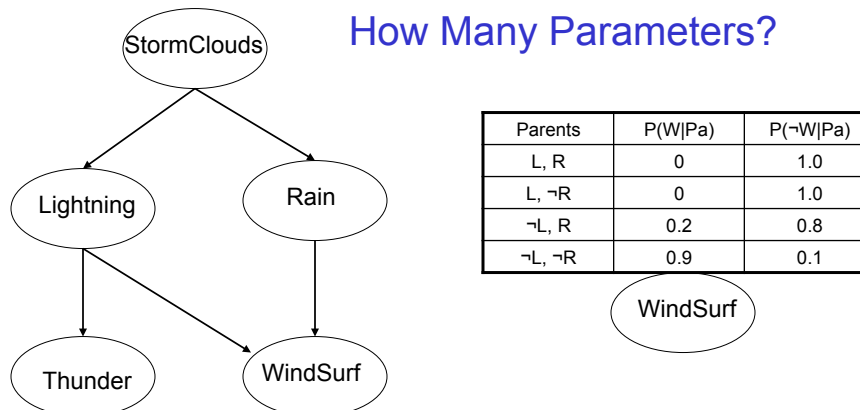 How Many Parameters?
StormClouds
Lightning
Rain
Thunder
WindSurf
Parents P(W|Pa) P(¬W|Pa)
L, R 0 1.0
L, ¬R 0 1.0
¬L, R 0.2 0.8
¬L, ¬R 0.9 0.1
WindSurf